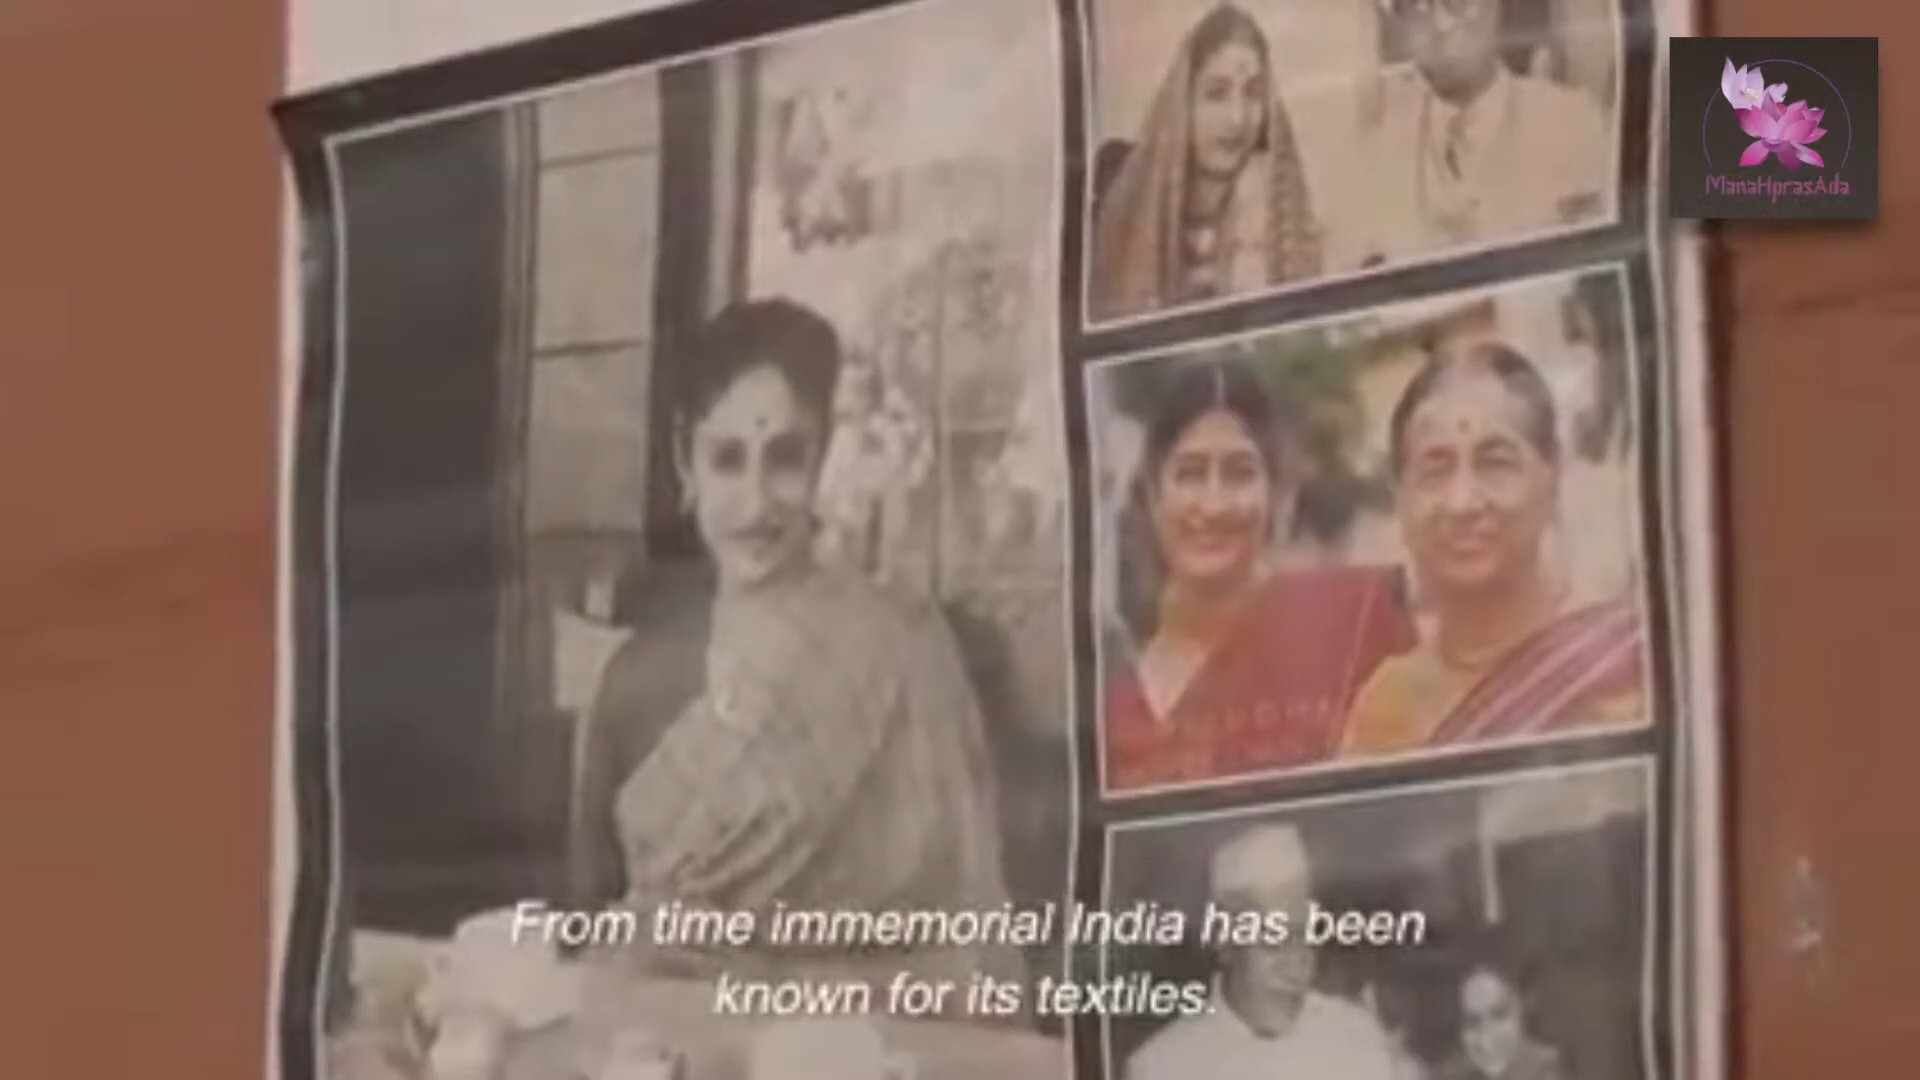 ManaHprasAda
From time immemorial India has been
known for its textiles.